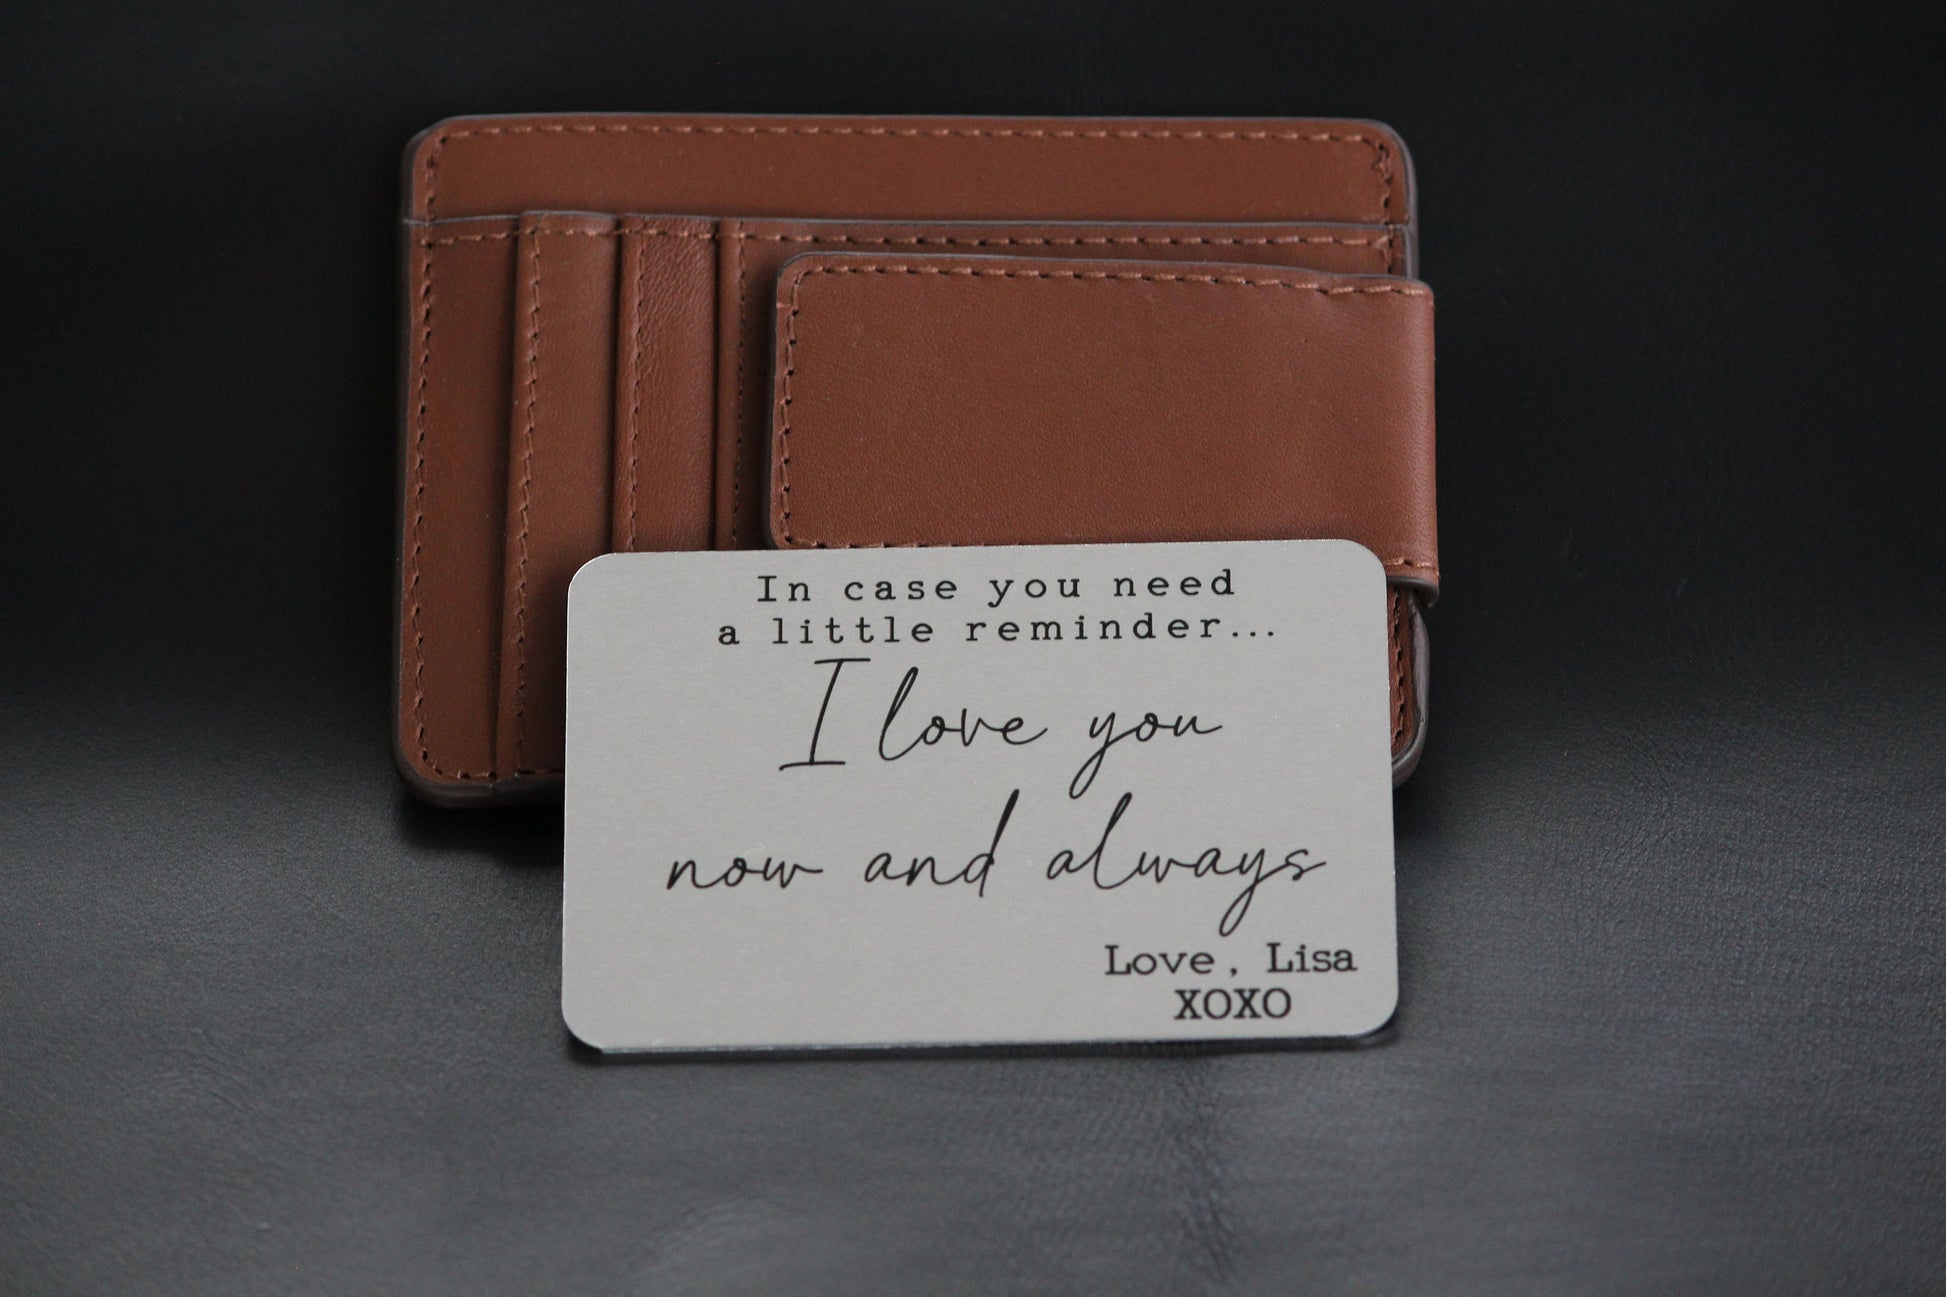 In case you need
a little reminder...
I love you
now and always
Love, Lisa
XOXO